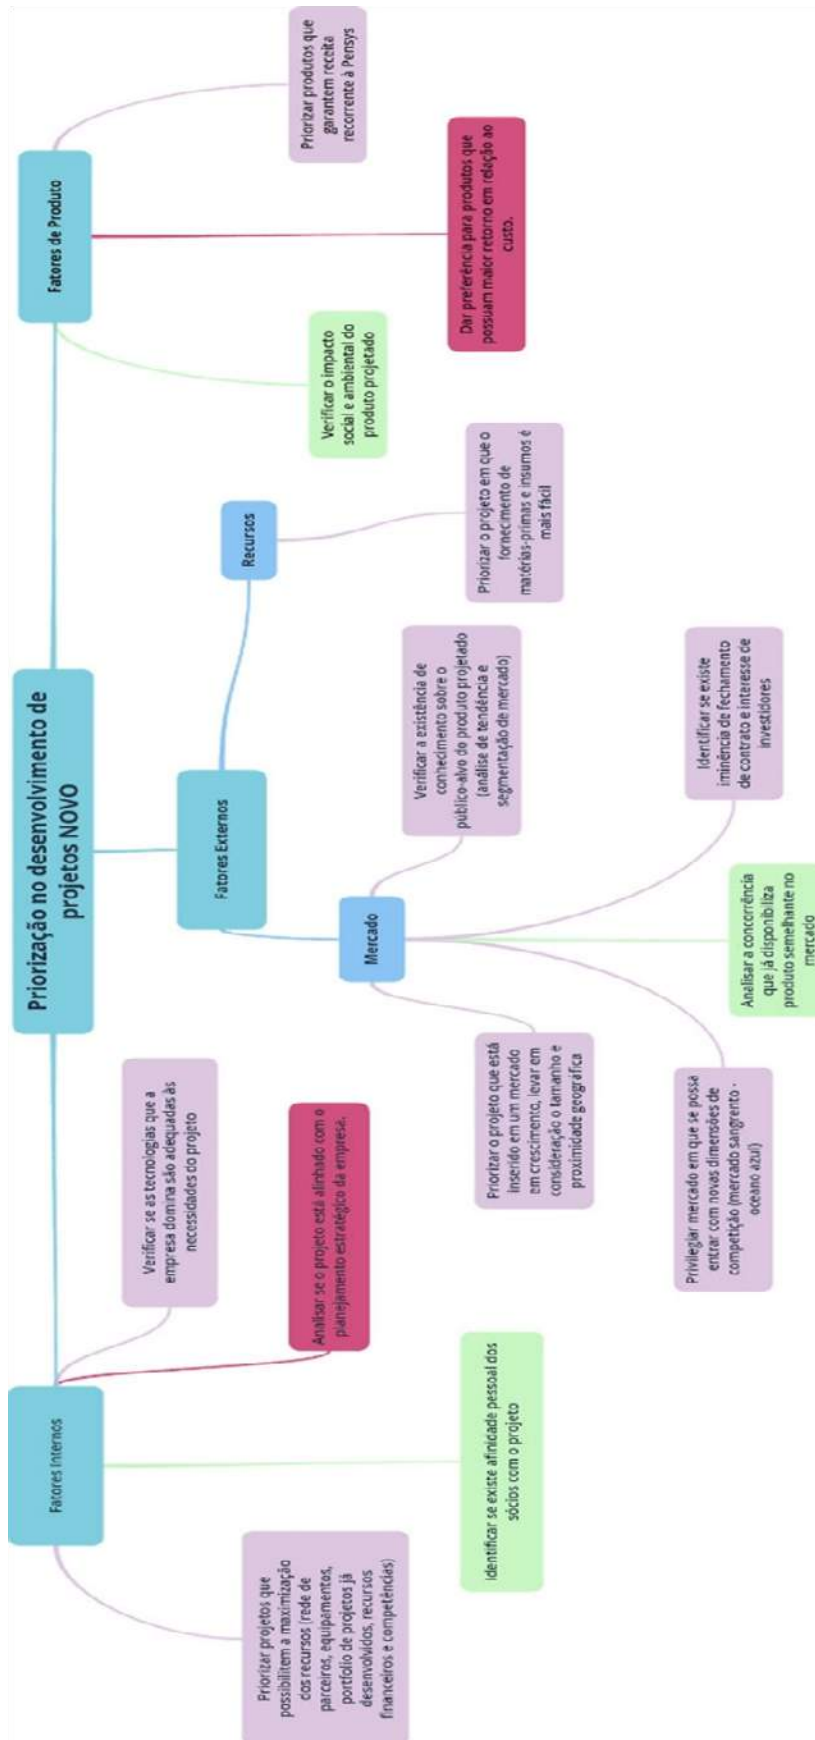 Priorização no desenvolvimento de
projetos NOVO
Fatores Internos
Fatores Externos
Fatores de Produto
Priorizar projetos que
possibilitem a maximização
dos recursos (rede de
parceiros, equipamentos,
portfolio de projetos já
desenvolvidos, recursos
financeiros e competências)
Identificar se existe afinidade pessoal dos
sócios com o projeto
Analisar se o projeto está alinhado com o
planejamento estratégico da empresa.
Verificar se as tecnologias que a
empresa domina são adequadas às
necessidades do projeto
Mercado
Recursos
Priorizar o projeto que está
inserido em um mercado
em crescimento, levar em
consideração o tamanho e
proximidade geográfica
Privilegiar mercado em que se possa
entrar com novas dimensões de
competição (mercado sangrento -
oceano azul)
Analisar a concorrência
que já disponibiliza
produto semelhante no
mercado
Identificar se existe
iminência de fechamento
de contrato e interesse de
investidores
Verificar a existência de
conhecimento sobre o
público-alvo do produto projetado
(análise de tendência e
segmentação de mercado)
Priorizar o projeto em que o
fornecimento de
matérias-primas e insumos é
mais fácil
Verificar o impacto
social e ambiental do
produto projetado
Dar preferência para produtos que
possuam maior retorno em relação ao
custo.
Priorizar produtos que
garantem receita
recorrente à Pensys